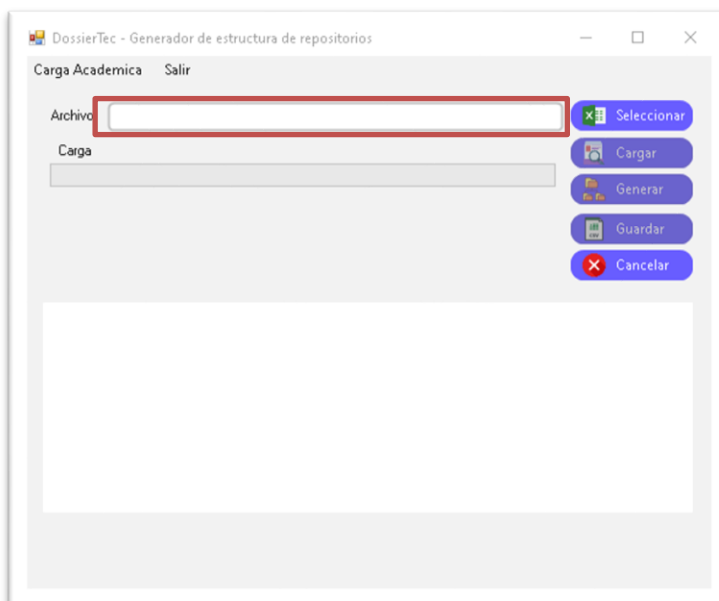 DossierTec - Generador de estructura de repositorios
Carga Academica Salir
Archivo
Seleccionar
Carga
Cargar
Generar
Guardar
Cancelar